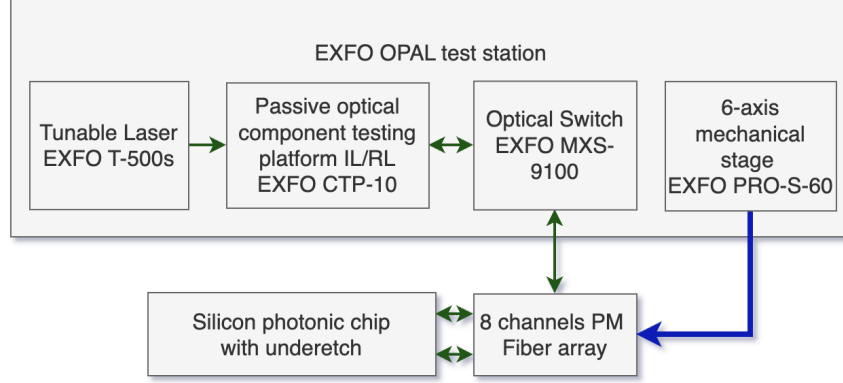 EXFO OPAL test station
Tunable Laser
EXFO T-500s
Passive optical
component testing
platform IL/RL
EXFO CTP-10
Optical Switch
EXFO MXS-
9100
6-axis
mechanical
stage
EXFO PRO-S-60
Silicon photonic chip
with underetch
8 channels PM
Fiber array